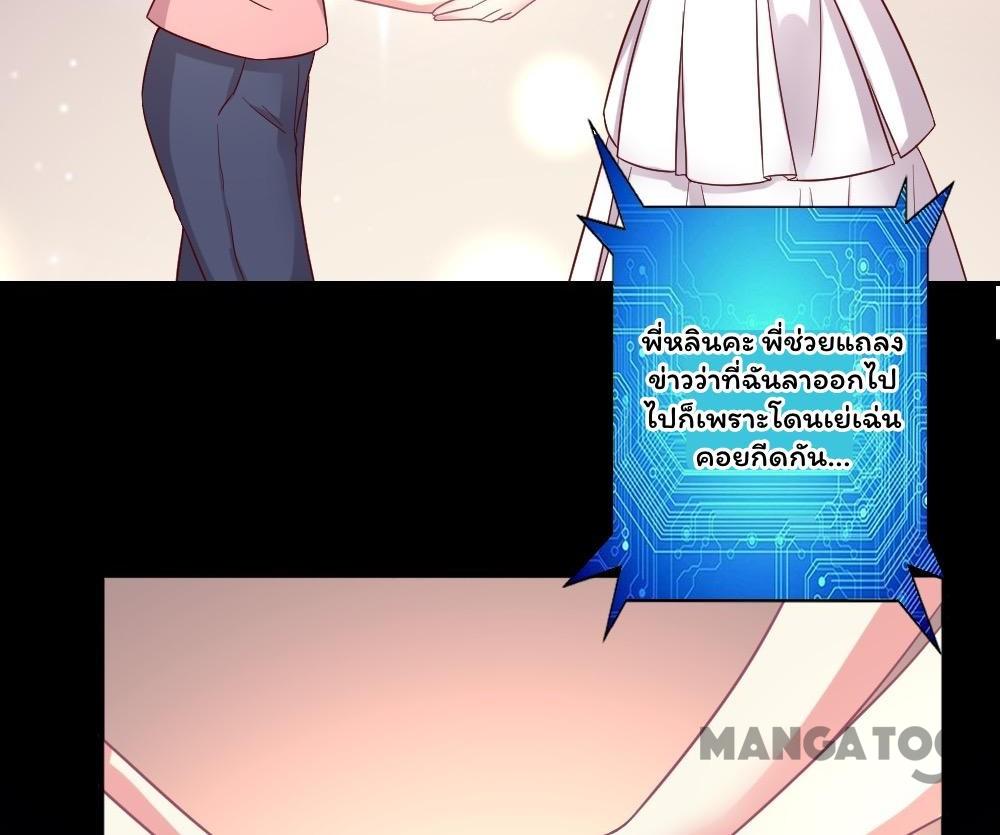 พี่หลินคะ พี่ช่วยแถลง
ข่าวว่าที่ฉันลาออกไป
ไปก็เพราะโดนเย่เฉ่น
คอยกีดกัน...
MANGATOO